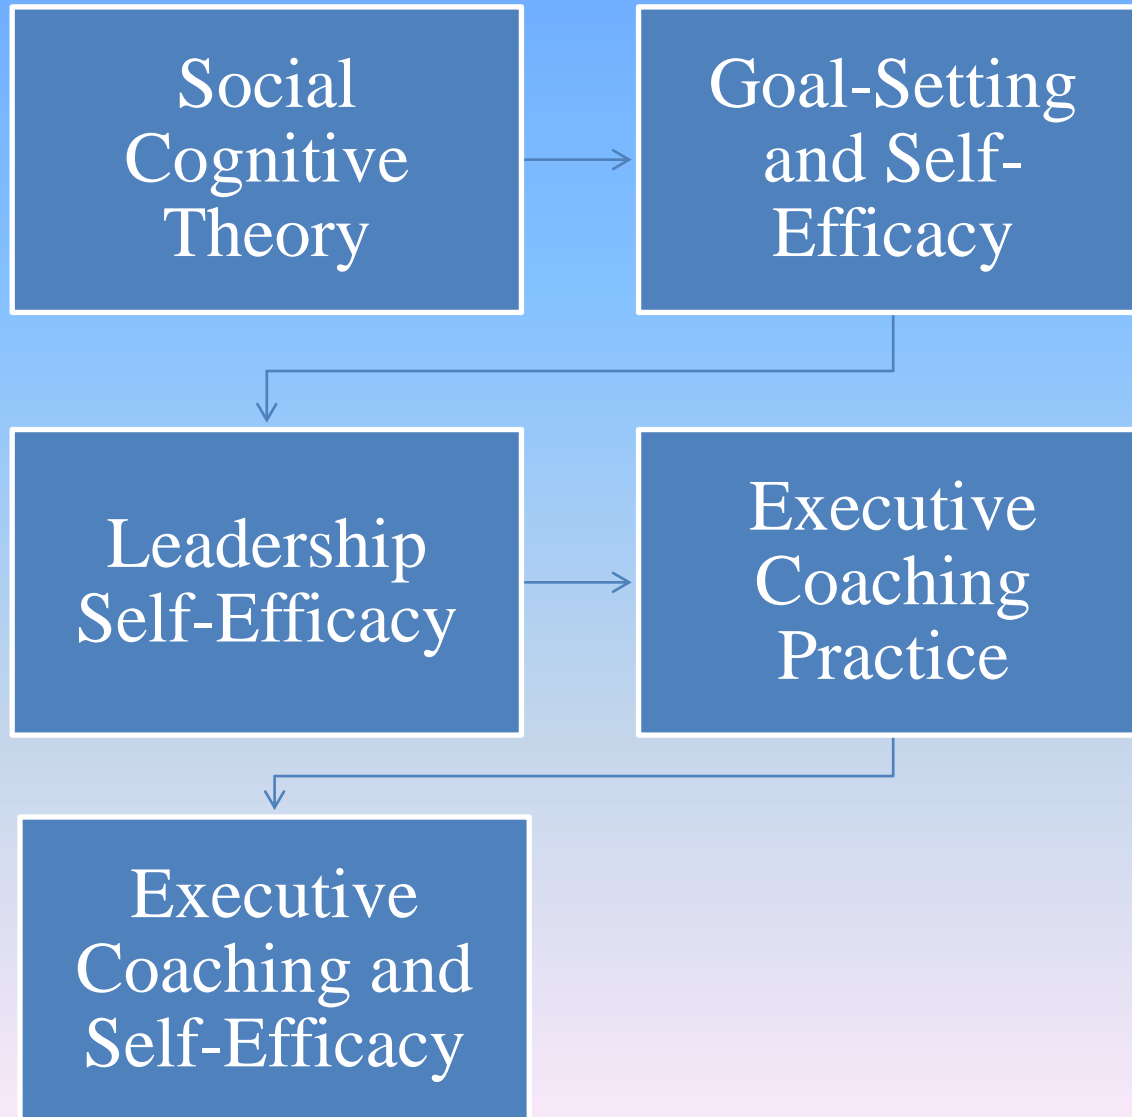 Social
Cognitive
Theory
Goal-Setting
and Self-
Efficacy
Leadership
Self-Efficacy
Executive
Coaching
Practice
Executive
Coaching and
Self-Efficacy